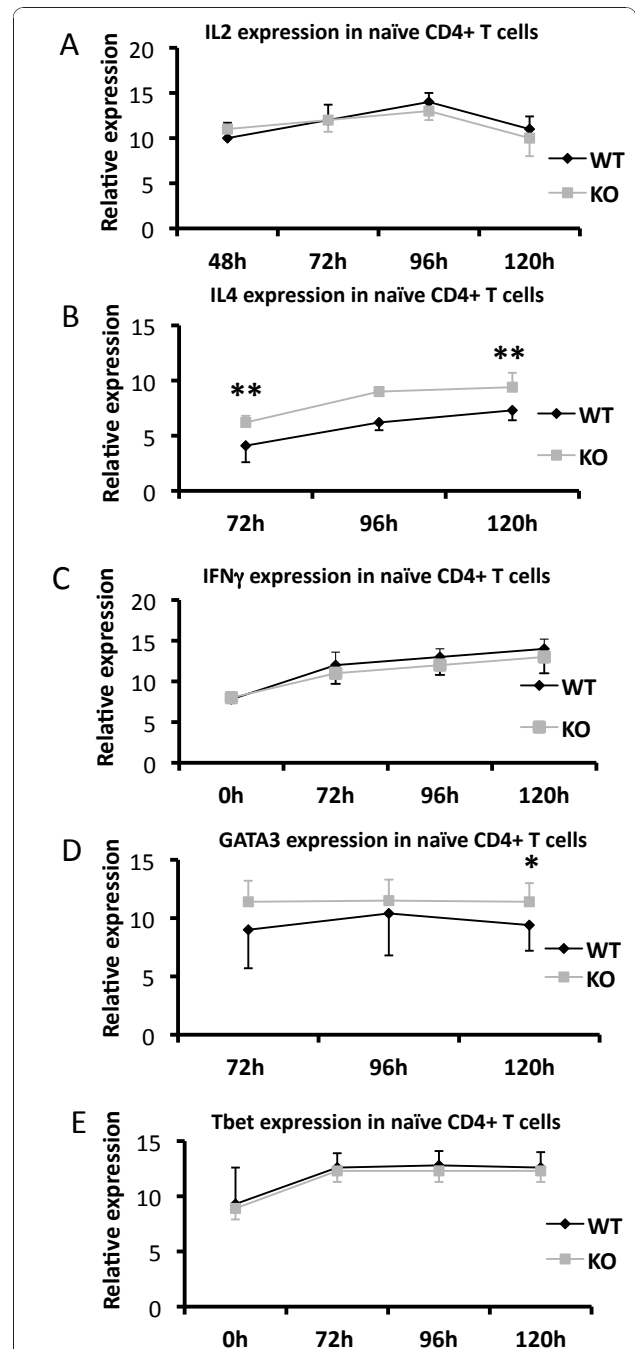 A
IL2 expression in naïve CD4+ T cells
Relative expression
20
15
10
5
0
WT
KO
48h 72h 96h 120h
B
IL4 expression in naïve CD4+ T cells
Relative expression
15
10
5
0
**
**
WT
KO
72h 96h 120h
C
IFNγ expression in naïve CD4+ T cells
Relative expression
20
15
10
5
0
WT
KO
0h 72h 96h 120h
D
GATA3 expression in naïve CD4+ T cells
Relative expression
15
10
5
0
*
WT
KO
72h 96h 120h
E
Tbet expression in naïve CD4+ T cells
Relative expression
15
10
5
0
WT
KO
0h 72h 96h 120h